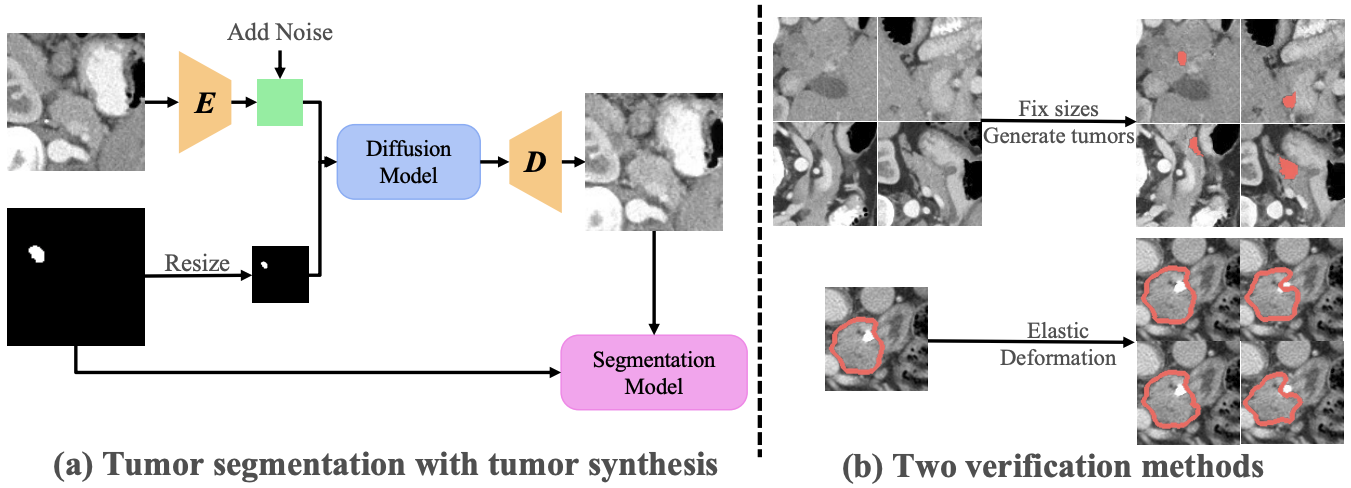 Add Noise
E
Diffusion
Model
D
Resize
Segmentation
Model
(a) Tumor segmentation with tumor synthesis
Fix sizes
Generate tumors
Elastic
Deformation
(b) Two verification methods